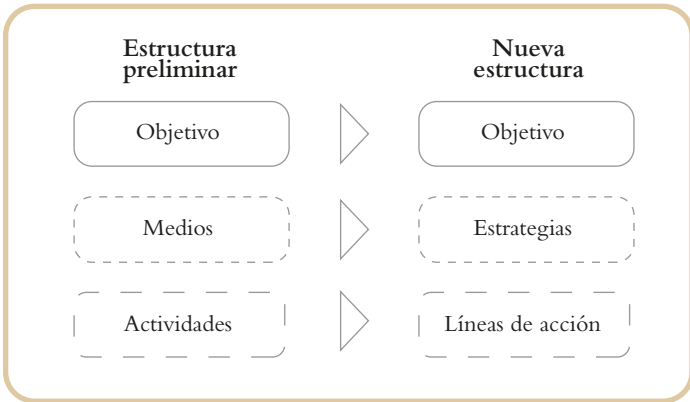 Estructura
preliminar
Nueva
estructura
Objetivo
Objetivo
Medios
Estrategias
Actividades
Líneas de acción